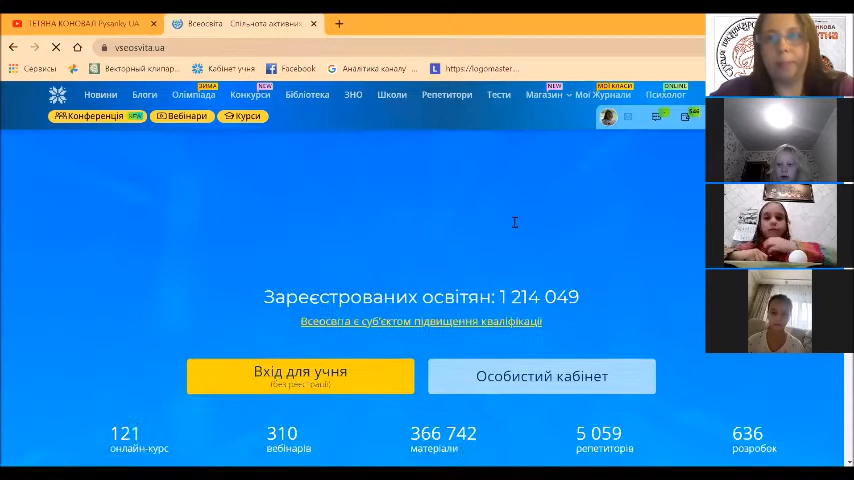 ТЕТЯНА КОНОВАЛ Pysanky UA
Всеосвіта Спільнота активних
vseosvita.ua
Сервисы
Векторный клипар...
Кабінет учня
Facebook
Аналітика каналу ...
https://logomaster....
ЗИМА
NEW
NEW
МОЇ КЛАСИ
ONLINE
Новини Блоги Олімпіада Конкурси Бібліотека ЗНО Школи Репетитори Тести Магазин Мої Журнали Психолог
Конференція NEW Вебінари Курси
546
Зареєстрованих освітян: 1 214 049
Всеосвіта є суб'єктом підвищення кваліфікації
Вхід для учня
(без реєстрації)
Особистий кабінет
121 310 366 742 5 059 636
онлайн-курс вебінарів матеріали репетиторів розробок